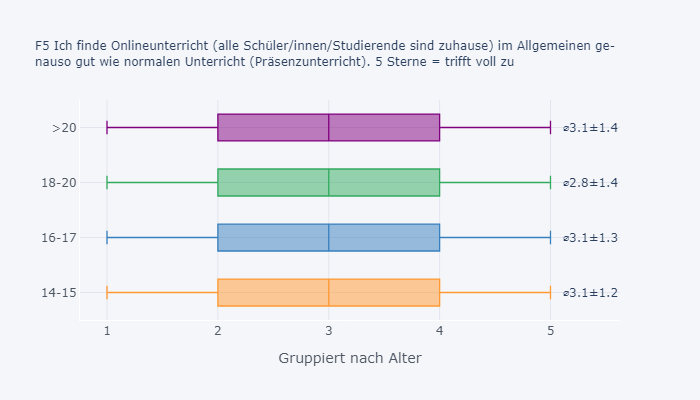 F5 Ich finde Onlineunterricht (alle Schüler/innen/Studierende sind zuhause) im Allgemeinen ge-
nauso gut wie normalen Unterricht (Präsenzunterricht). 5 Sterne = trifft voll zu
>20
⌀3.1±1.4
18-20
⌀2.8±1.4
16-17
⌀3.1±1.3
14-15
⌀3.1±1.2
1 2 3 4 5
Gruppiert nach Alter